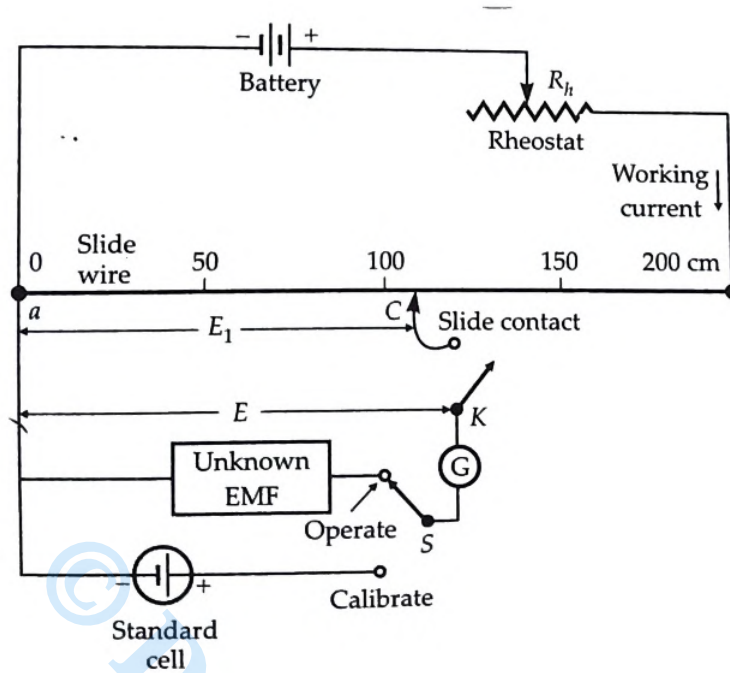 − +
Battery
R_h
Rheostat
Working
current
Slide
wire
0 50 100 150 200 cm
a
E₁
C
Slide contact
E
K
G
Unknown
EMF
Operate
S
− +
Calibrate
Standard
cell
©